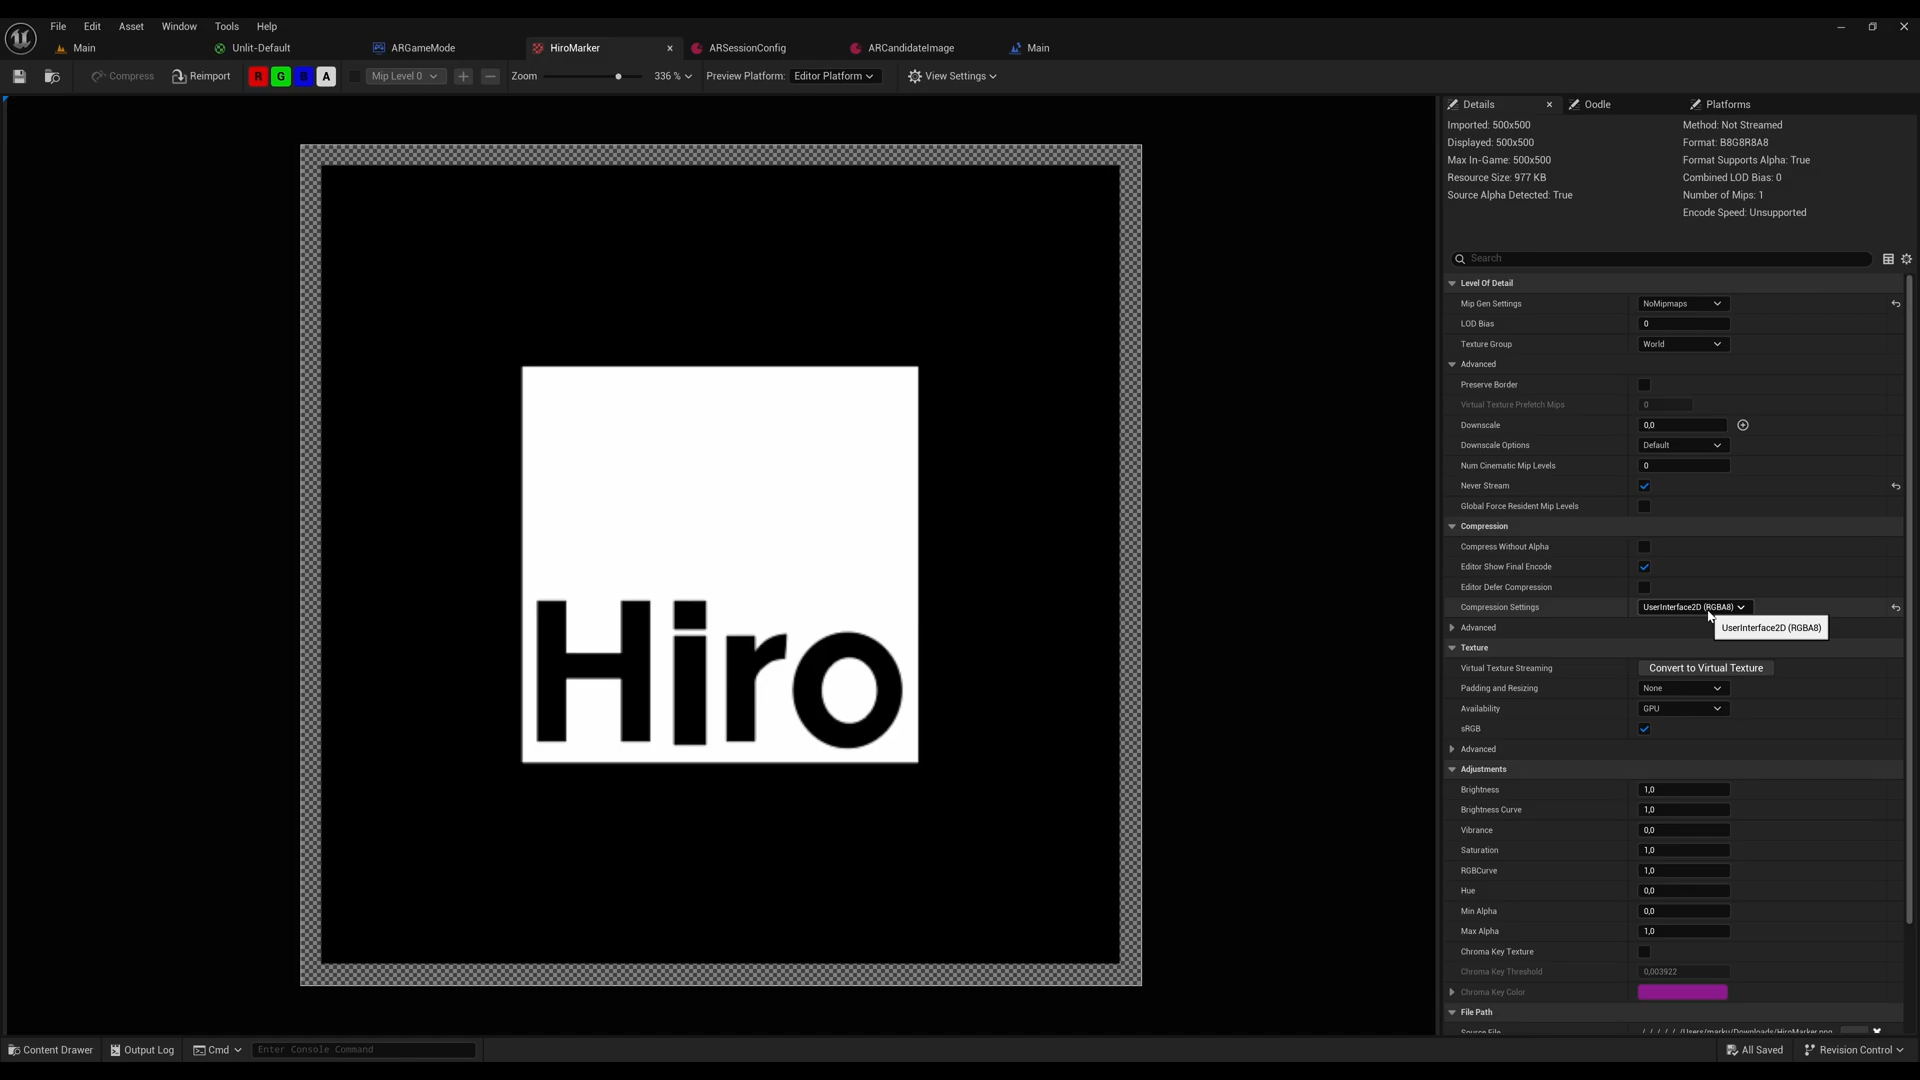 File Edit Asset Window Tools Help
Main Unlit-Default ARGameMode HiroMarker ARSessionConfig ARCandidateImage Main
Compress Reimport R G B A Mip Level 0 Zoom 336 % Preview Platform: Editor Platform View Settings
Details Oodle Platforms
Imported: 500x500 Method: Not Streamed
Displayed: 500x500 Format: B8G8R8A8
Max In-Game: 500x500 Format Supports Alpha: True
Resource Size: 977 KB Combined LOD Bias: 0
Source Alpha Detected: True Number of Mips: 1
Encode Speed: Unsupported
Search
Level Of Detail
Mip Gen Settings NoMipmaps
LOD Bias 0
Texture Group World
Advanced
Preserve Border
Virtual Texture Prefetch Mips 0
Downscale 0,0
Downscale Options Default
Num Cinematic Mip Levels 0
Never Stream
Global Force Resident Mip Levels
Compression
Compress Without Alpha
Editor Show Final Encode
Editor Defer Compression
Compression Settings UserInterface2D (RGBA8)
UserInterface2D (RGBA8)
Advanced
Texture
Virtual Texture Streaming Convert to Virtual Texture
Padding and Resizing None
Availability GPU
sRGB
Advanced
Adjustments
Brightness 1,0
Brightness Curve 1,0
Vibrance 0,0
Saturation 1,0
RGBCurve 1,0
Hue 0,0
Min Alpha 0,0
Max Alpha 1,0
Chroma Key Texture
Chroma Key Threshold 0,003922
Chroma Key Color
File Path
Source File /../../../../../Users/marku/Downloads/HiroMarker.png
Hiro
Content Drawer Output Log Cmd Enter Console Command All Saved Revision Control